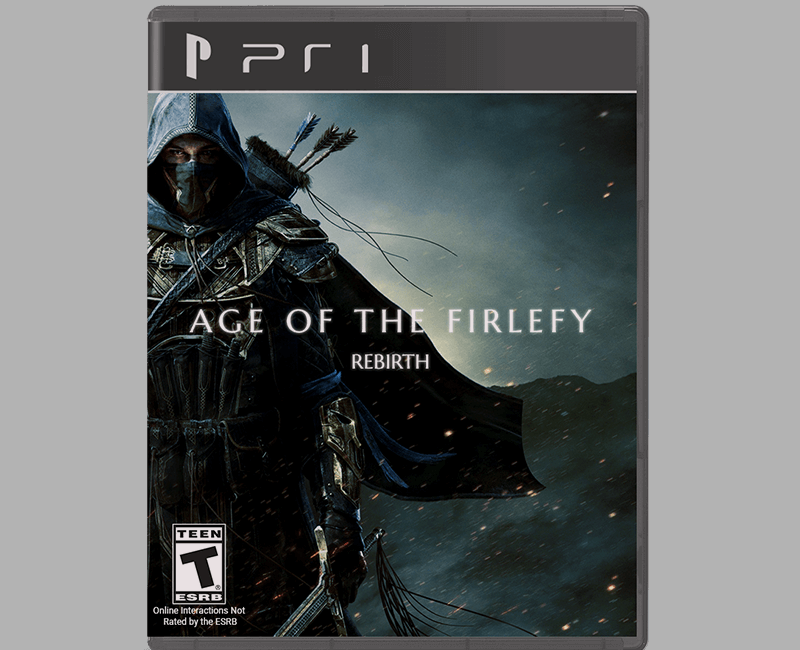 PRI
AGE OF THE FIRLEFY
REBIRTH
TEEN
T
®
ESRB
Online Interactions Not
Rated by the ESRB